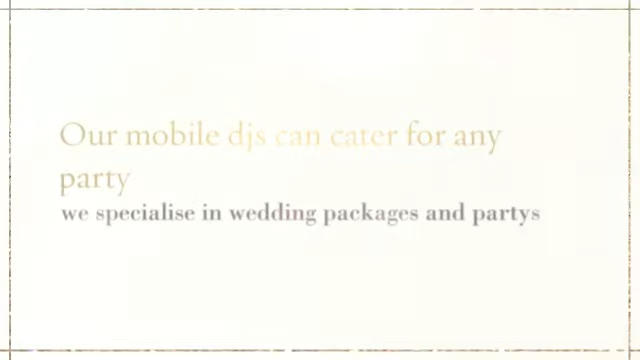 Our mobile djs can cater for any
party
we specialise in wedding packages and partys